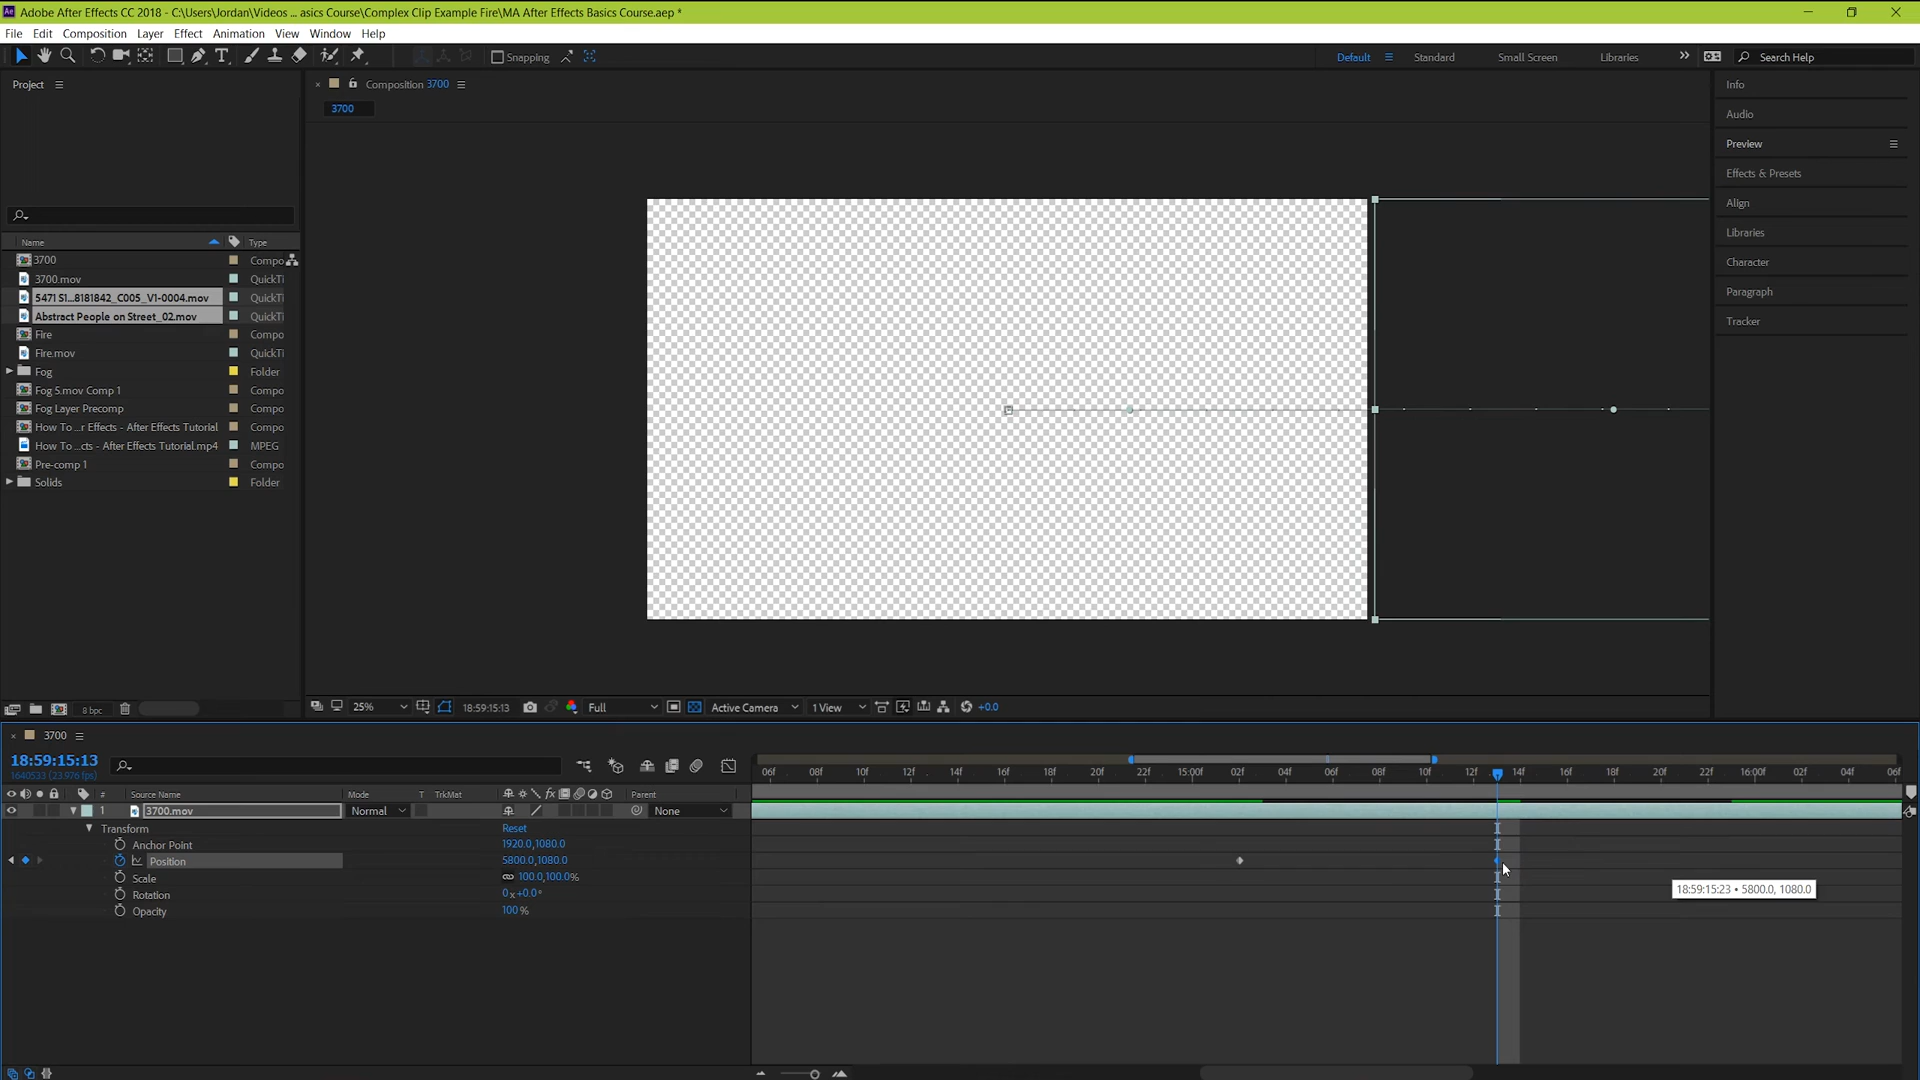 Adobe After Effects CC 2018 - C:\Users\Jordan\Videos ... asics Course\Complex Clip Example Fire\MA After Effects Basics Course.aep *
File Edit Composition Layer Effect Animation View Window Help
Snapping Default Standard Small Screen Libraries Search Help
Project
Composition 3700
3700
Info
Audio
Preview
Effects & Presets
Align
Libraries
Character
Paragraph
Tracker
Name Type
3700 Compo
3700.mov QuickTi
5471 S1...8181842_C005_V1-0004.mov QuickTi
Abstract People on Street_02.mov QuickTi
Fire Compo
Fire.mov QuickTi
Fog Folder
Fog 5.mov Comp 1 Compo
Fog Layer Precomp Compo
How To ...r Effects - After Effects Tutorial Compo
How To ...cts - After Effects Tutorial.mp4 MPEG
Pre-comp 1 Compo
Solids Folder
8 bpc
25% 18:59:15:13 Full Active Camera 1 View +0.0
3700
18:59:15:13
1640533 (23.976 fps)
06f 08f 10f 12f 14f 16f 18f 20f 22f 15:00f 02f 04f 06f 08f 10f 12f 14f 16f 18f 20f 22f 16:00f 02f 04f 06f
# Source Name Mode T TrkMat Parent
1 3700.mov Normal None
Transform Reset
Anchor Point 1920.0,1080.0
Position 5800.0,1080.0
Scale 100.0,100.0%
Rotation 0x+0.0°
Opacity 100%
18:59:15:23 • 5800.0, 1080.0